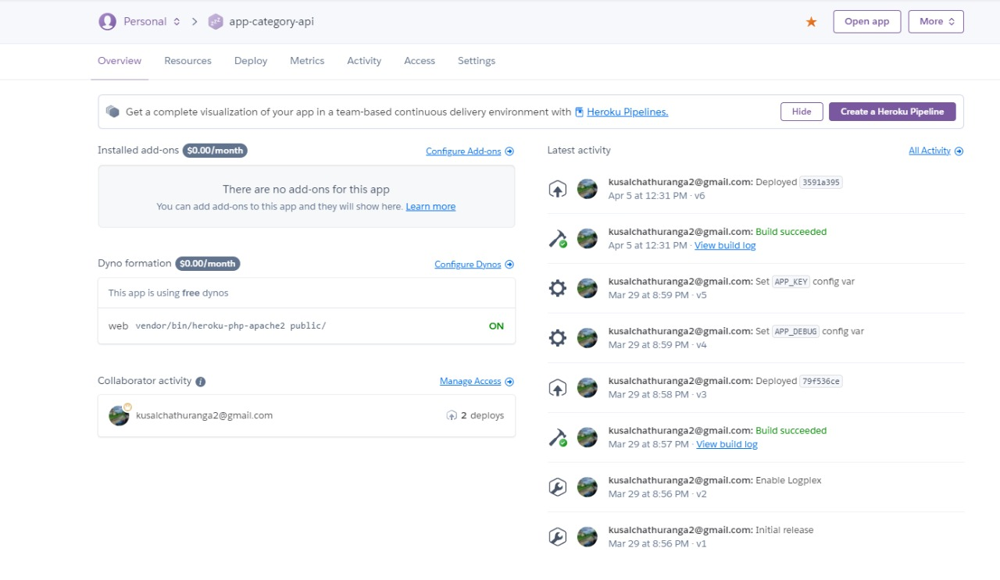 Personal > app-category-api
Open app
More
Overview
Resources
Deploy
Metrics
Activity
Access
Settings
Get a complete visualization of your app in a team-based continuous delivery environment with Heroku Pipelines.
Hide
Create a Heroku Pipeline
Installed add-ons $0.00/month
Configure Add-ons
There are no add-ons for this app
You can add add-ons to this app and they will show here. Learn more
Dyno formation $0.00/month
Configure Dynos
This app is using free dynos
web vendor/bin/heroku-php-apache2 public/ ON
Collaborator activity i
Manage Access
kusalchathuranga2@gmail.com
2 deploys
Latest activity
All Activity
kusalchathuranga2@gmail.com: Deployed 3591a395
Apr 5 at 12:31 PM · v6
kusalchathuranga2@gmail.com: Build succeeded
Apr 5 at 12:31 PM · View build log
kusalchathuranga2@gmail.com: Set APP_KEY config var
Mar 29 at 8:59 PM · v5
kusalchathuranga2@gmail.com: Set APP_DEBUG config var
Mar 29 at 8:59 PM · v4
kusalchathuranga2@gmail.com: Deployed 79f536ce
Mar 29 at 8:58 PM · v3
kusalchathuranga2@gmail.com: Build succeeded
Mar 29 at 8:57 PM · View build log
kusalchathuranga2@gmail.com: Enable Logplex
Mar 29 at 8:56 PM · v2
kusalchathuranga2@gmail.com: Initial release
Mar 29 at 8:56 PM · v1